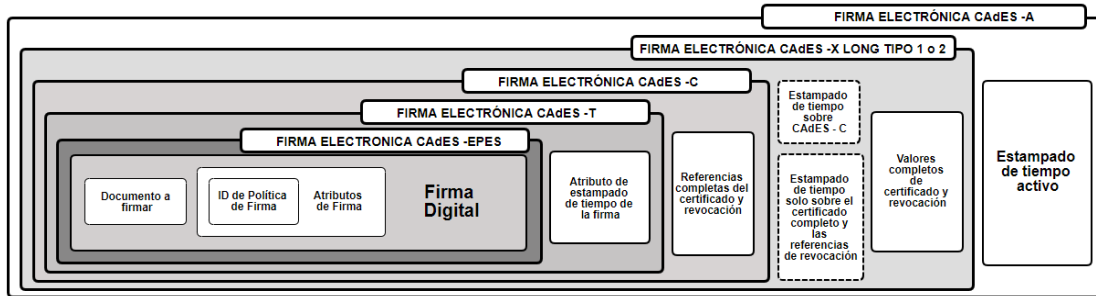 FIRMA ELECTRÓNICA CAdES -A
FIRMA ELECTRÓNICA CAdES -X LONG TIPO 1 o 2
FIRMA ELECTRÓNICA CAdES -C
FIRMA ELECTRÓNICA CAdES -T
FIRMA ELECTRONICA CAdES -EPES
Documento a
firmar
ID de Política
de Firma
Atributos
de Firma
Firma
Digital
Atributo de
estampado
de tiempo de
la firma
Referencias
completas del
certificado y
revocación
Estampado
de tiempo
sobre
CAdES - C
Estampado de
tiempo
solo sobre el
certificado
completo y
las
referencias
de revocación
Valores
completos
de
certificado y
revocación
Estampado
de tiempo
activo